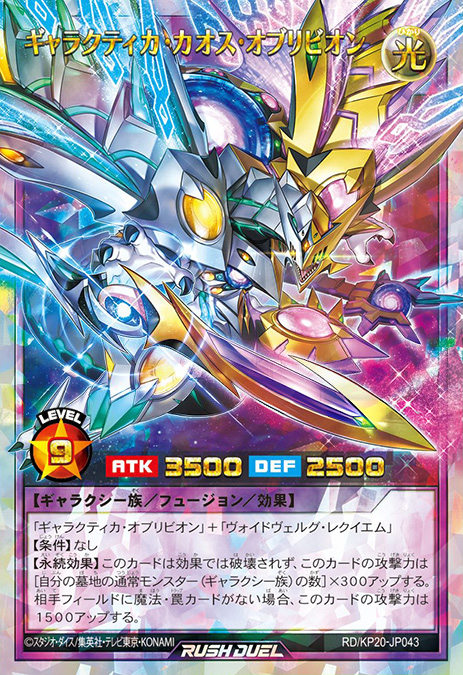 ギャラクティカ・カオス・オブリビオン
ひかり
光
LEVEL
9
ATK 3500 DEF 2500
【ギャラクシー族／フュージョン／効果】
「ギャラクティカ・オブリビオン」＋「ヴォイドヴェルグ・レクイエム」
【条件】なし
【永続効果】このカードは効果では破壊されず、このカードの攻撃力は
［自分の墓地の通常モンスター（ギャラクシー族）の数］×300アップする。
相手フィールドに魔法・罠カードがない場合、このカードの攻撃力は
1500アップする。
©スタジオ・ダイス/集英社・テレビ東京・KONAMI
RUSH DUEL
RD/KP20-JP043